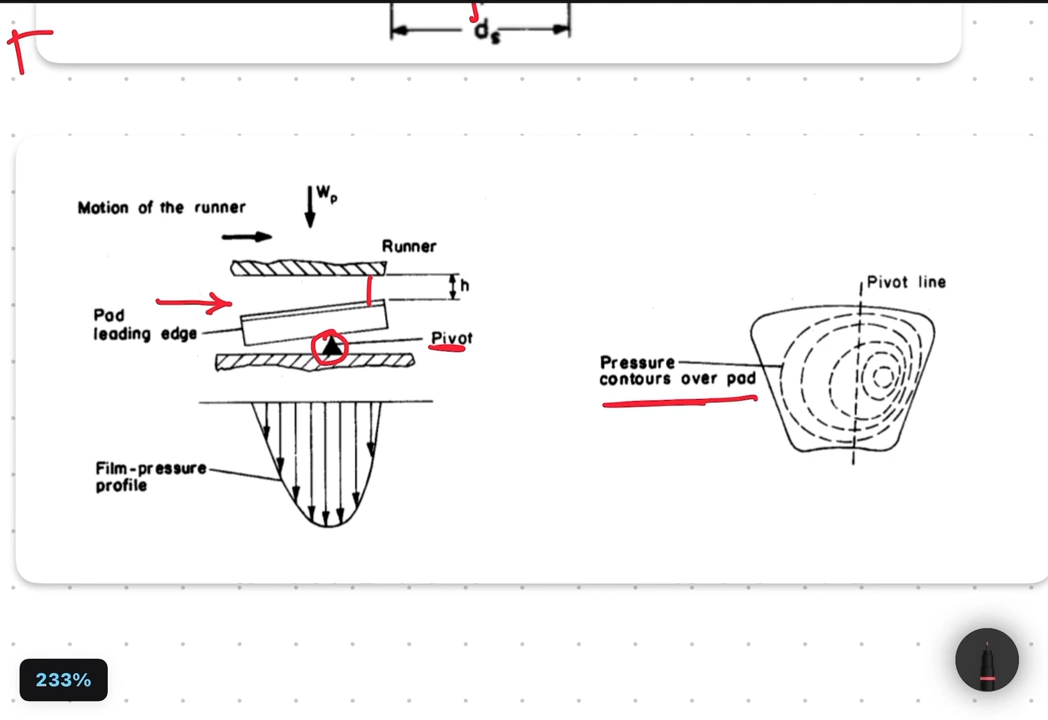 ds
Motion of the runner
Wp
Runner
h
Pad
leading edge
Pivot
Film-pressure
profile
Pivot line
Pressure
contours over pad
233%